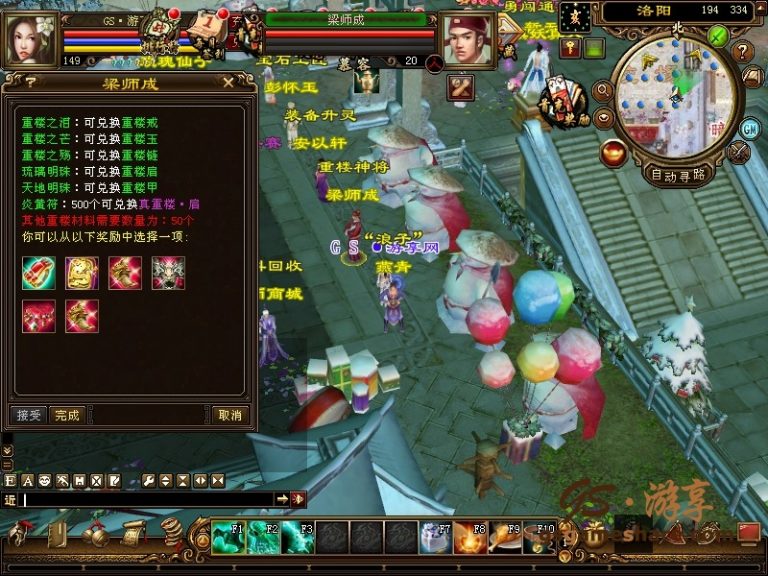 GS·游
149
梁师成
20
洛阳 194 334
北
GM
自动寻路
勇闯通
彭怀玉
装备升灵
安以轩
重楼神将
梁师成
"浪子"
GS 游享网
燕青
回收
商城
梁师成
重楼之泪：可兑换重楼戒
重楼之芒：可兑换重楼玉
重楼之殇：可兑换重楼链
琉璃明珠：可兑换重楼肩
天地明珠：可兑换重楼甲
炎黄符：500个可兑换真重楼·肩
其他重楼材料需要数量为：50个
你可以从以下奖励中选择一项：
接受 完成 取消
近
F1 F2 F3 F7 F8 F9 F10
GS·游享